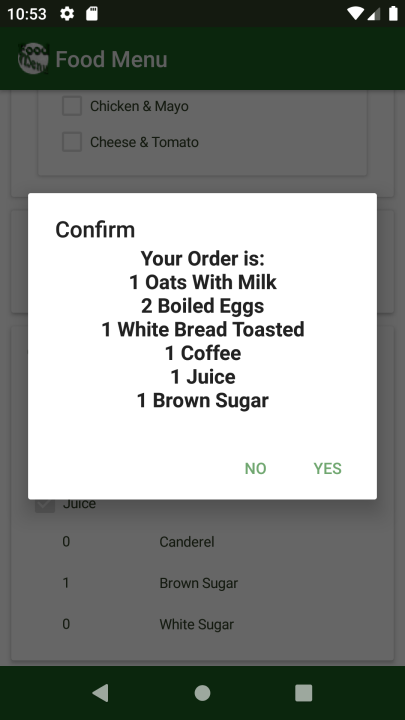 10:53
Food Menu
Chicken & Mayo
Cheese & Tomato
Confirm
Your Order is:
1 Oats With Milk
2 Boiled Eggs
1 White Bread Toasted
1 Coffee
1 Juice
1 Brown Sugar
NO YES
Juice
0 Canderel
1 Brown Sugar
0 White Sugar